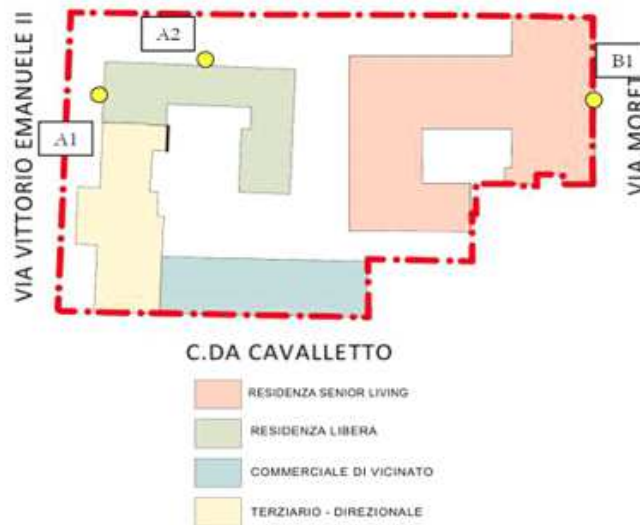 A2
B1
A1
VIA VITTORIO EMANUELE II
VIA MORET
C.DA CAVALLETTO
RESIDENZA SENIOR LIVING
RESIDENZA LIBERA
COMMERCIALE DI VICINATO
TERZIARIO - DIREZIONALE